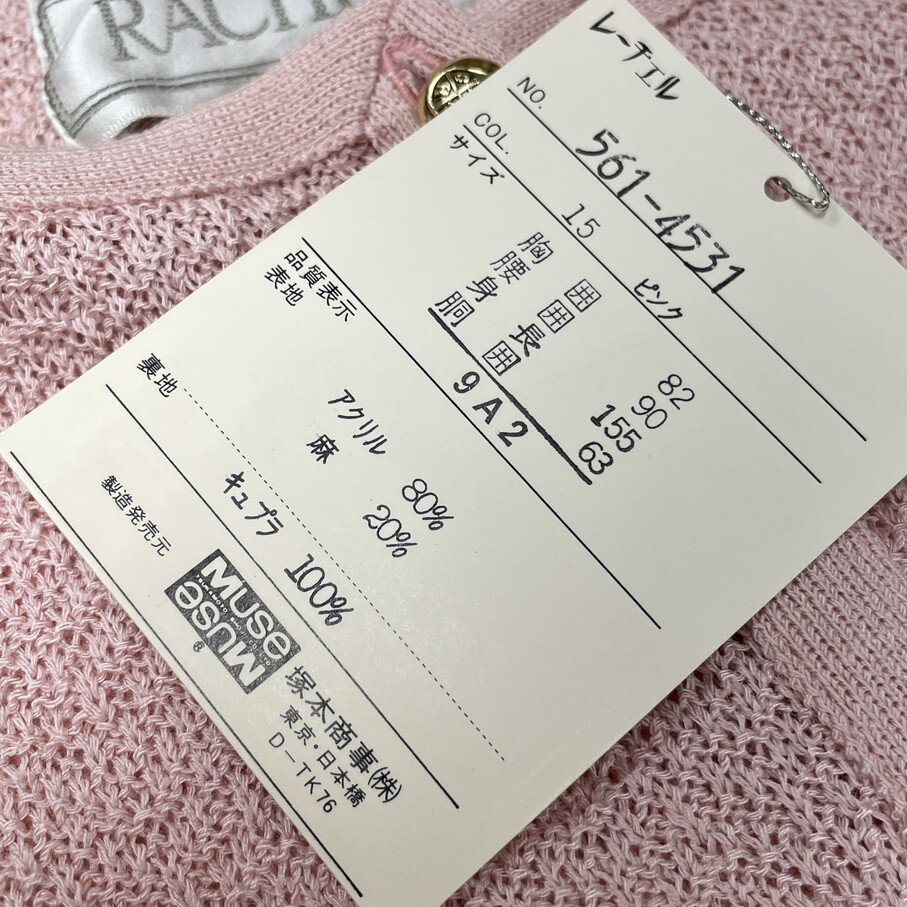 レーチェル
NO. 561-4531
COL. 15 ピンク
サイズ
胸囲 82
腰囲 90
身長 155
胴囲 63
9A2
品質表示
表地
アクリル 80%
麻 20%
裏地
キュプラ 100%
製造発売元
MUSE
MUSE
®
塚本商事(株)
東京・日本橋
D-TK76